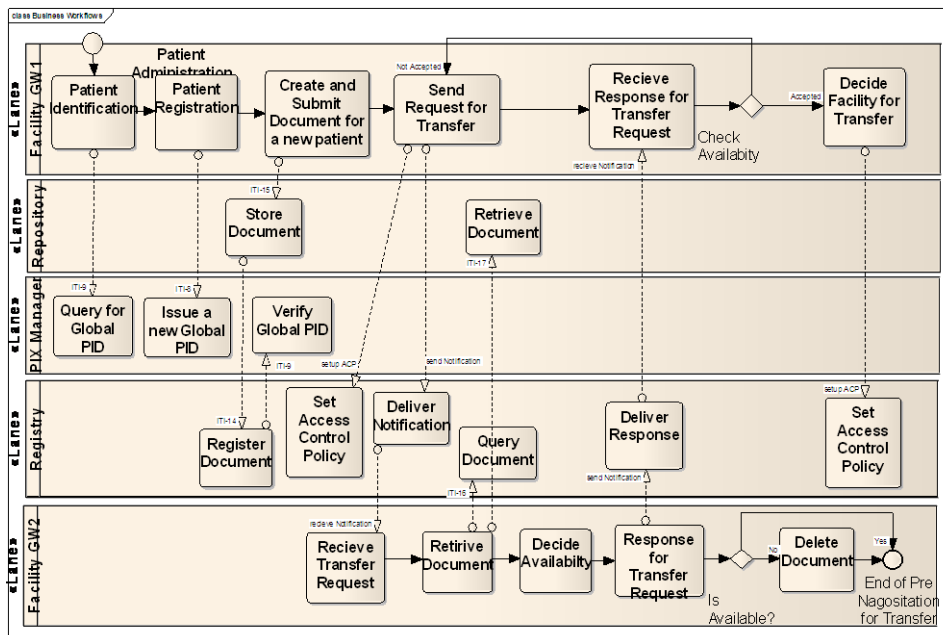 class Business Workflows
«Lane»
Facility GW1
Patient
Administration
Patient
Identification
Patient
Registration
Create and
Submit
Document for
a new patient
Not Accepted
Send
Request for
Transfer
Recieve
Response for
Transfer
Request
Check
Availabity
Accepted
Decide
Facility for
Transfer
recieve Notification
«Lane»
Repository
ITI-15
Store
Document
Retrieve
Document
ITI-17
«Lane»
PIX Manager
ITI-9
Query for
Global
PID
ITI-8
Issue a
new Global
PID
Verify
Global PID
ITI-9
setup ACP
send Notification
«Lane»
Registry
ITI-14
Register
Document
Set
Access
Control
Policy
Deliver
Notification
Query
Document
ITI-16
Deliver
Response
send Notification
setup ACP
Set
Access
Control
Policy
«Lane»
Facility GW2
recieve Notification
Recieve
Transfer
Request
Retirive
Document
Decide
Availabilty
Response
for
Transfer
Request
Is
Available?
No
Delete
Document
Yes
End of Pre
Nagositation
for Transfer